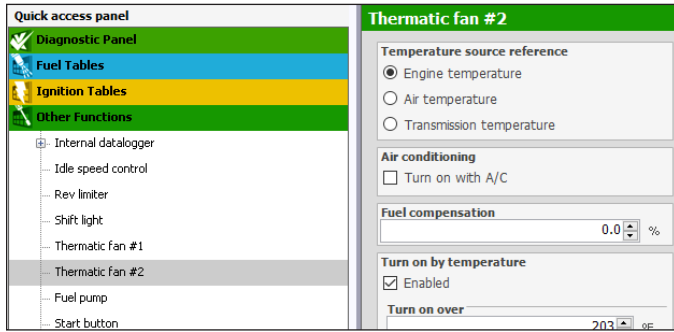 Quick access panel
Diagnostic Panel
Fuel Tables
Ignition Tables
Other Functions
Internal datalogger
Idle speed control
Rev limiter
Shift light
Thermatic fan #1
Thermatic fan #2
Fuel pump
Start button
Thermatic fan #2
Temperature source reference
Engine temperature
Air temperature
Transmission temperature
Air conditioning
Turn on with A/C
Fuel compensation
0.0 %
Turn on by temperature
Enabled
Turn on over
203 ºF